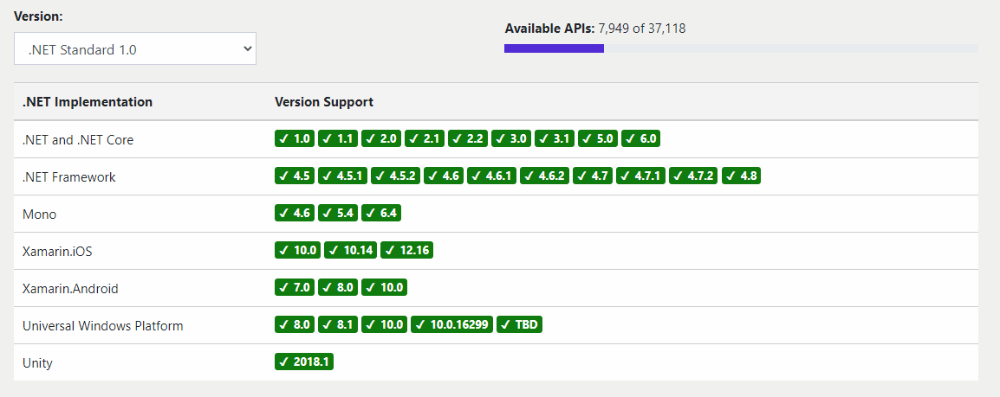 Version:
.NET Standard 1.0
Available APIs: 7,949 of 37,118
.NET Implementation Version Support
.NET and .NET Core ✓ 1.0 ✓ 1.1 ✓ 2.0 ✓ 2.1 ✓ 2.2 ✓ 3.0 ✓ 3.1 ✓ 5.0 ✓ 6.0
.NET Framework ✓ 4.5 ✓ 4.5.1 ✓ 4.5.2 ✓ 4.6 ✓ 4.6.1 ✓ 4.6.2 ✓ 4.7 ✓ 4.7.1 ✓ 4.7.2 ✓ 4.8
Mono ✓ 4.6 ✓ 5.4 ✓ 6.4
Xamarin.iOS ✓ 10.0 ✓ 10.14 ✓ 12.16
Xamarin.Android ✓ 7.0 ✓ 8.0 ✓ 10.0
Universal Windows Platform ✓ 8.0 ✓ 8.1 ✓ 10.0 ✓ 10.0.16299 ✓ TBD
Unity ✓ 2018.1